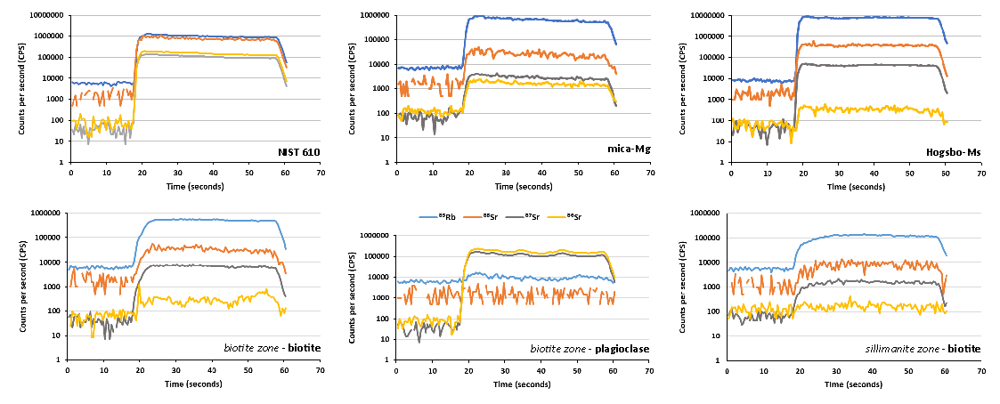 10000000
1000000
100000
10000
1000
100
10
1
Counts per second (CPS)
0 10 20 30 40 50 60 70
Time (seconds)
NIST 610
1000000
100000
10000
1000
100
10
1
Counts per second (CPS)
0 10 20 30 40 50 60 70
Time (seconds)
mica-Mg
10000000
1000000
100000
10000
1000
100
10
1
Counts per second (CPS)
0 10 20 30 40 50 60 70
Time (seconds)
Hogsbo-Ms
1000000
100000
10000
1000
100
10
1
Counts per second (CPS)
0 10 20 30 40 50 60 70
Time (seconds)
biotite zone - biotite
⁸⁵Rb ⁸⁸Sr ⁸⁷Sr ⁸⁶Sr
1000000
100000
10000
1000
100
10
1
Counts per second (CPS)
0 10 20 30 40 50 60 70
Time (seconds)
biotite zone - plagioclase
1000000
100000
10000
1000
100
10
1
Counts per second (CPS)
0 10 20 30 40 50 60 70
Time (seconds)
sillimanite zone - biotite